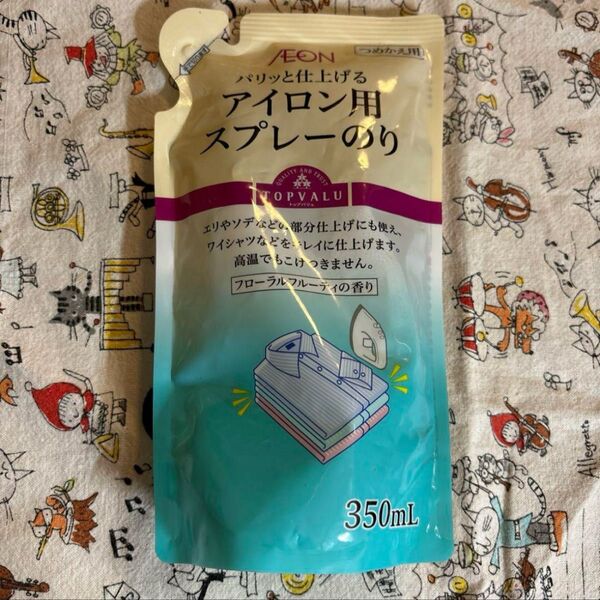 ÆON
つめかえ用
パリッと仕上げる
アイロン用
スプレーのり
QUALITY AND TRUST
TOPVALU
トップバリュ
エリやソデなどの部分仕上げにも使え、
ワイシャツなどをキレイに仕上げます。
高温でもこげつきません。
フローラルフルーティの香り
350mL
Allegretto